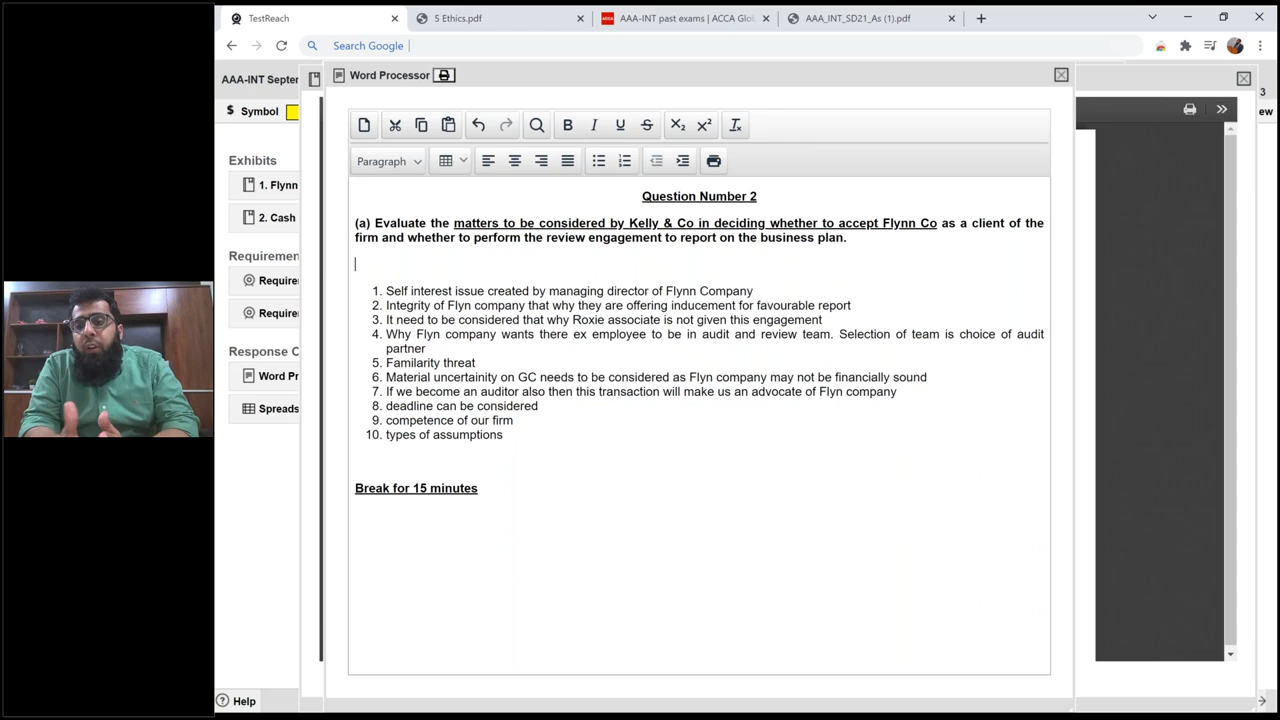 TestReach
5 Ethics.pdf
AAA-INT past exams | ACCA Glo
AAA_INT_SD21_As (1).pdf
Search Google
AAA-INT Septem
Word Processor
3
$ Symbol
ew
Paragraph
Exhibits
1. Flynn
2. Cash
Requirem
Require
Require
Response O
Word Pr
Spreads
Help
Question Number 2
(a) Evaluate the matters to be considered by Kelly & Co in deciding whether to accept Flynn Co as a client of the
firm and whether to perform the review engagement to report on the business plan.
1. Self interest issue created by managing director of Flynn Company
2. Integrity of Flyn company that why they are offering inducement for favourable report
3. It need to be considered that why Roxie associate is not given this engagement
4. Why Flyn company wants there ex employee to be in audit and review team. Selection of team is choice of audit
partner
5. Familarity threat
6. Material uncertainity on GC needs to be considered as Flyn company may not be financially sound
7. If we become an auditor also then this transaction will make us an advocate of Flyn company
8. deadline can be considered
9. competence of our firm
10. types of assumptions
Break for 15 minutes